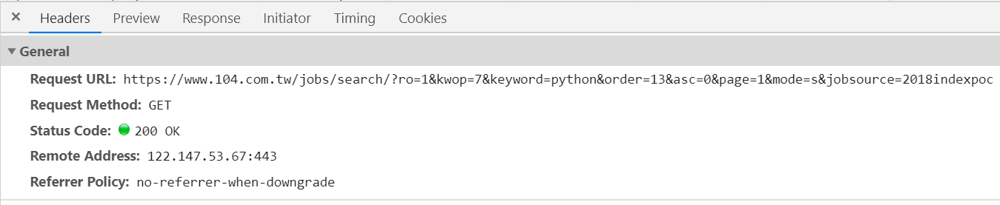 × Headers Preview Response Initiator Timing Cookies
▼ General
Request URL: https://www.104.com.tw/jobs/search/?ro=1&kwop=7&keyword=python&order=13&asc=0&page=1&mode=s&jobsource=2018indexpoc
Request Method: GET
Status Code: 200 OK
Remote Address: 122.147.53.67:443
Referrer Policy: no-referrer-when-downgrade